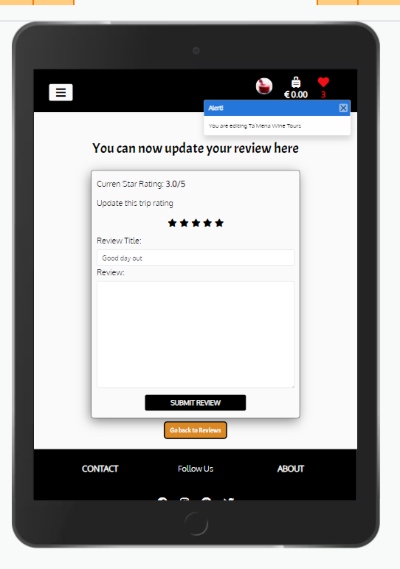 €0.00
3
Alert!
You are editing Ta Mena Wine Tours
You can now update your review here
Curren Star Rating: 3.0/5
Update this trip rating
Review Title:
Good day out
Review:
SUBMIT REVIEW
Go back to Reviews
CONTACT
Follow Us
ABOUT